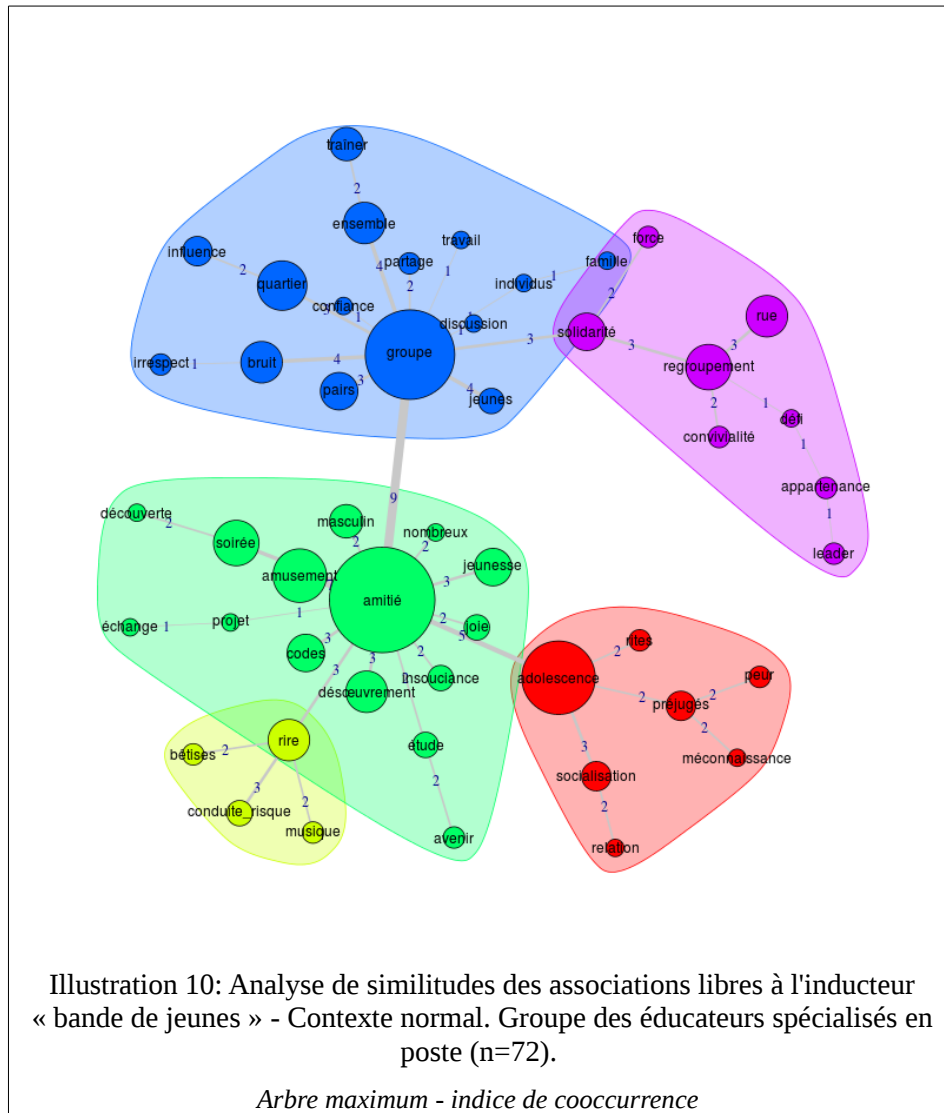 traîner
2
ensemble
travail
force
influence
partage
famille
4
1
individus
1
2
quartier
2
2
confiance
rue
3
1
1
discussion
1
solidarité
groupe
3
3
3
irrespect
1
bruit
4
regroupement
3
4
pairs
jeunes
2
1
défi
convivialité
1
appartenance
9
1
découverte
masculin
leader
2
nombreux
soirée
2
2
jeunesse
amusement
3
amitié
2
échange
1
projet
1
joie
5
rites
codes
3
2
3
3
2
insouciance
adolescence
peur
désœuvrement
2
préjugés
2
rire
étude
3
2
bêtises
2
méconnaissance
socialisation
3
2
2
conduite_risque
musique
avenir
2
relation
Illustration 10: Analyse de similitudes des associations libres à l'inducteur
« bande de jeunes » - Contexte normal. Groupe des éducateurs spécialisés en
poste (n=72).
Arbre maximum - indice de cooccurrence